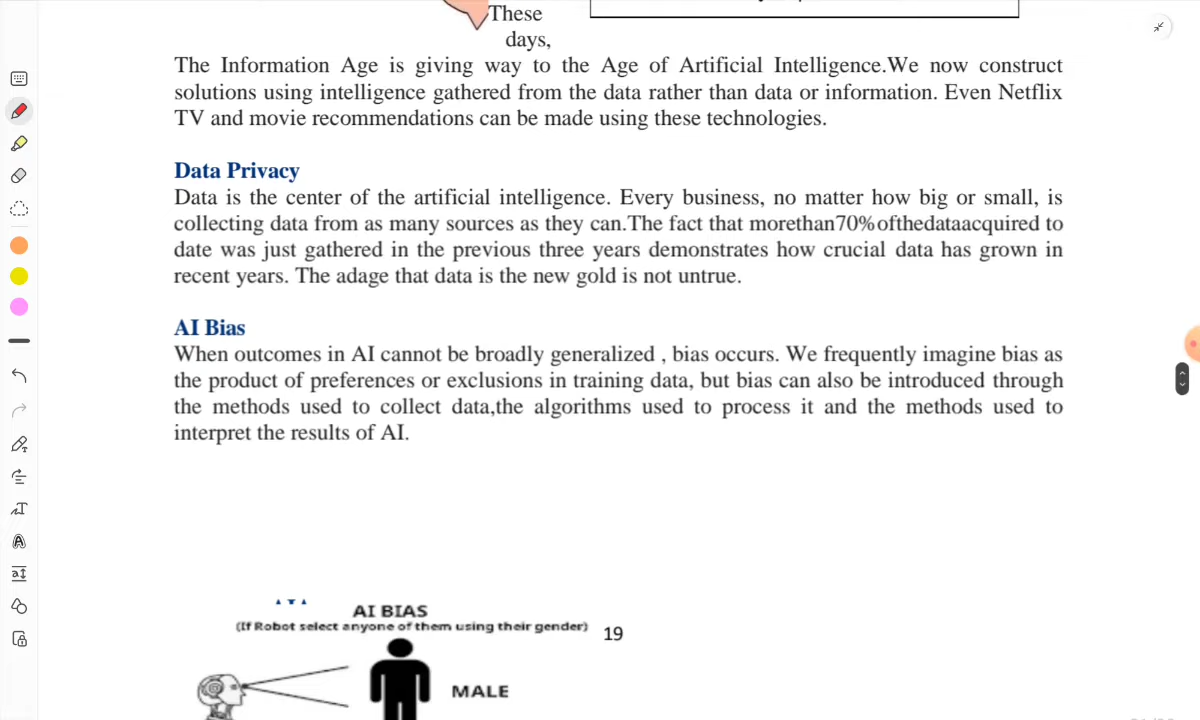 These
days,
The Information Age is giving way to the Age of Artificial Intelligence.We now construct
solutions using intelligence gathered from the data rather than data or information. Even Netflix
TV and movie recommendations can be made using these technologies.
Data Privacy
Data is the center of the artificial intelligence. Every business, no matter how big or small, is
collecting data from as many sources as they can.The fact that morethan70%ofthedataacquired to
date was just gathered in the previous three years demonstrates how crucial data has grown in
recent years. The adage that data is the new gold is not untrue.
AI Bias
When outcomes in AI cannot be broadly generalized , bias occurs. We frequently imagine bias as
the product of preferences or exclusions in training data, but bias can also be introduced through
the methods used to collect data,the algorithms used to process it and the methods used to
interpret the results of AI.
AI BIAS
(If Robot select anyone of them using their gender)
19
MALE